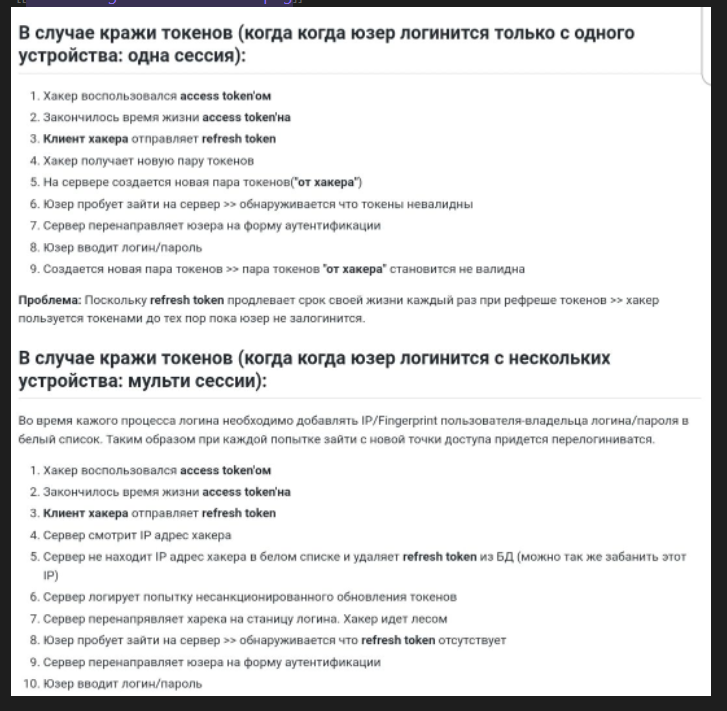 В случае кражи токенов (когда когда юзер логинится только с одного
устройства: одна сессия):
1. Хакер воспользовался access token'ом
2. Закончилось время жизни access token'на
3. Клиент хакера отправляет refresh token
4. Хакер получает новую пару токенов
5. На сервере создается новая пара токенов("от хакера")
6. Юзер пробует зайти на сервер >> обнаруживается что токены невалидны
7. Сервер перенаправляет юзера на форму аутентификации
8. Юзер вводит логин/пароль
9. Создается новая пара токенов >> пара токенов "от хакера" становится не валидна
Проблема: Поскольку refresh token продлевает срок своей жизни каждый раз при рефреше токенов >> хакер
пользуется токенами до тех пор пока юзер не залогинится.
В случае кражи токенов (когда когда юзер логинится с нескольких
устройства: мульти сессии):
Во время кажого процесса логина необходимо добавлять IP/Fingerprint пользователя-владельца логина/пароля в
белый список. Таким образом при каждой попытке зайти с новой точки доступа придется перелогиниватся.
1. Хакер воспользовался access token'ом
2. Закончилось время жизни access token'на
3. Клиент хакера отправляет refresh token
4. Сервер смотрит IP адрес хакера
5. Сервер не находит IP адрес хакера в белом списке и удаляет refresh token из БД (можно так же забанить этот
IP)
6. Сервер логирует попытку несанкционированного обновления токенов
7. Сервер перенапрявляет харека на станицу логина. Хакер идет лесом
8. Юзер пробует зайти на сервер >> обнаруживается что refresh token отсутствует
9. Сервер перенаправляет юзера на форму аутентификации
10. Юзер вводит логин/пароль